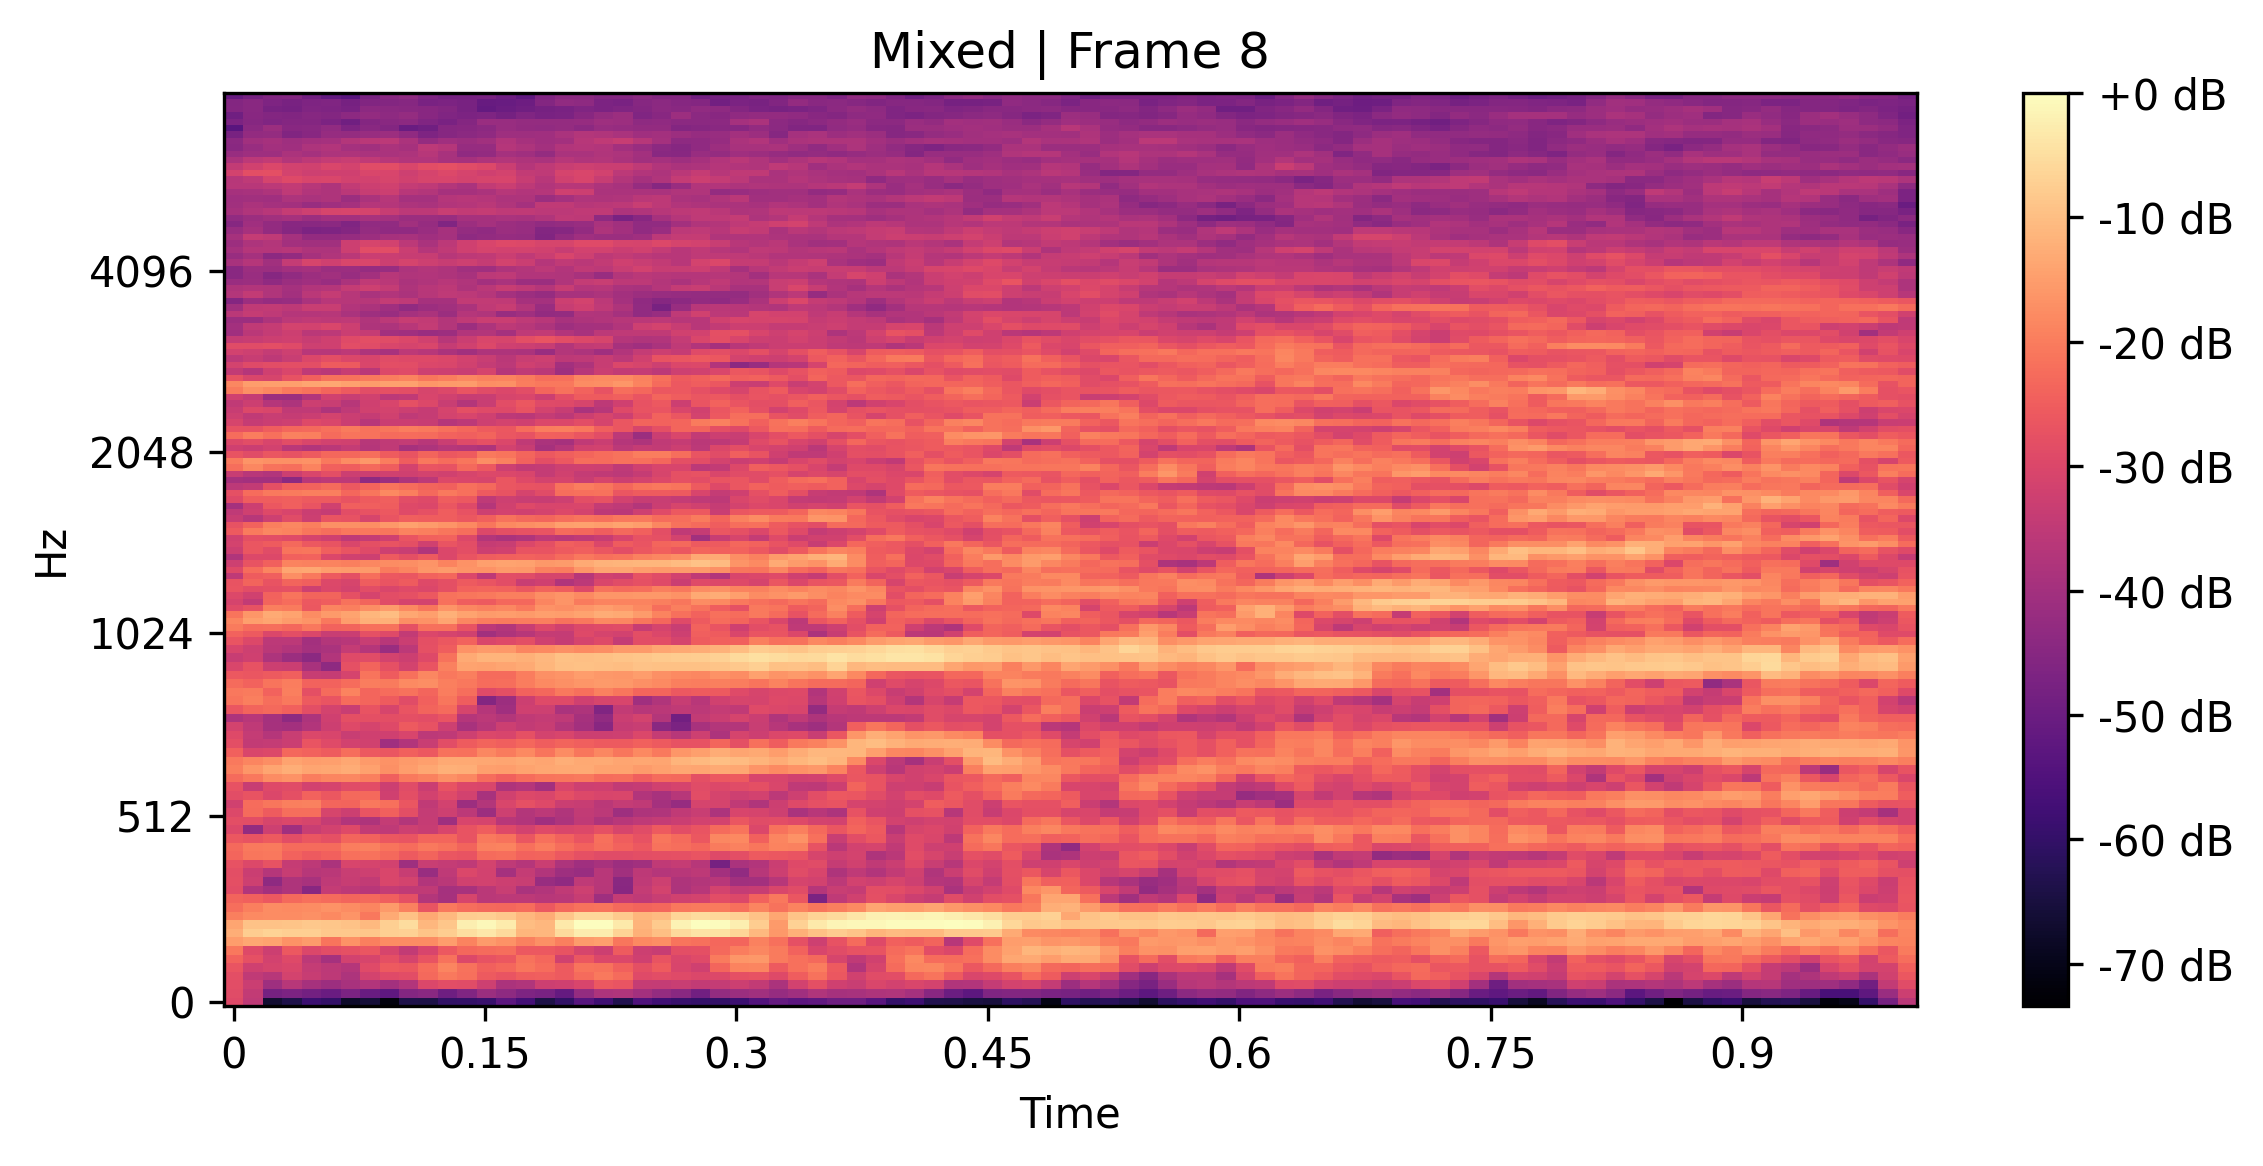 Mixed | Frame 8
Hz
4096
2048
1024
512
0
0 0.15 0.3 0.45 0.6 0.75 0.9
Time
+0 dB
-10 dB
-20 dB
-30 dB
-40 dB
-50 dB
-60 dB
-70 dB